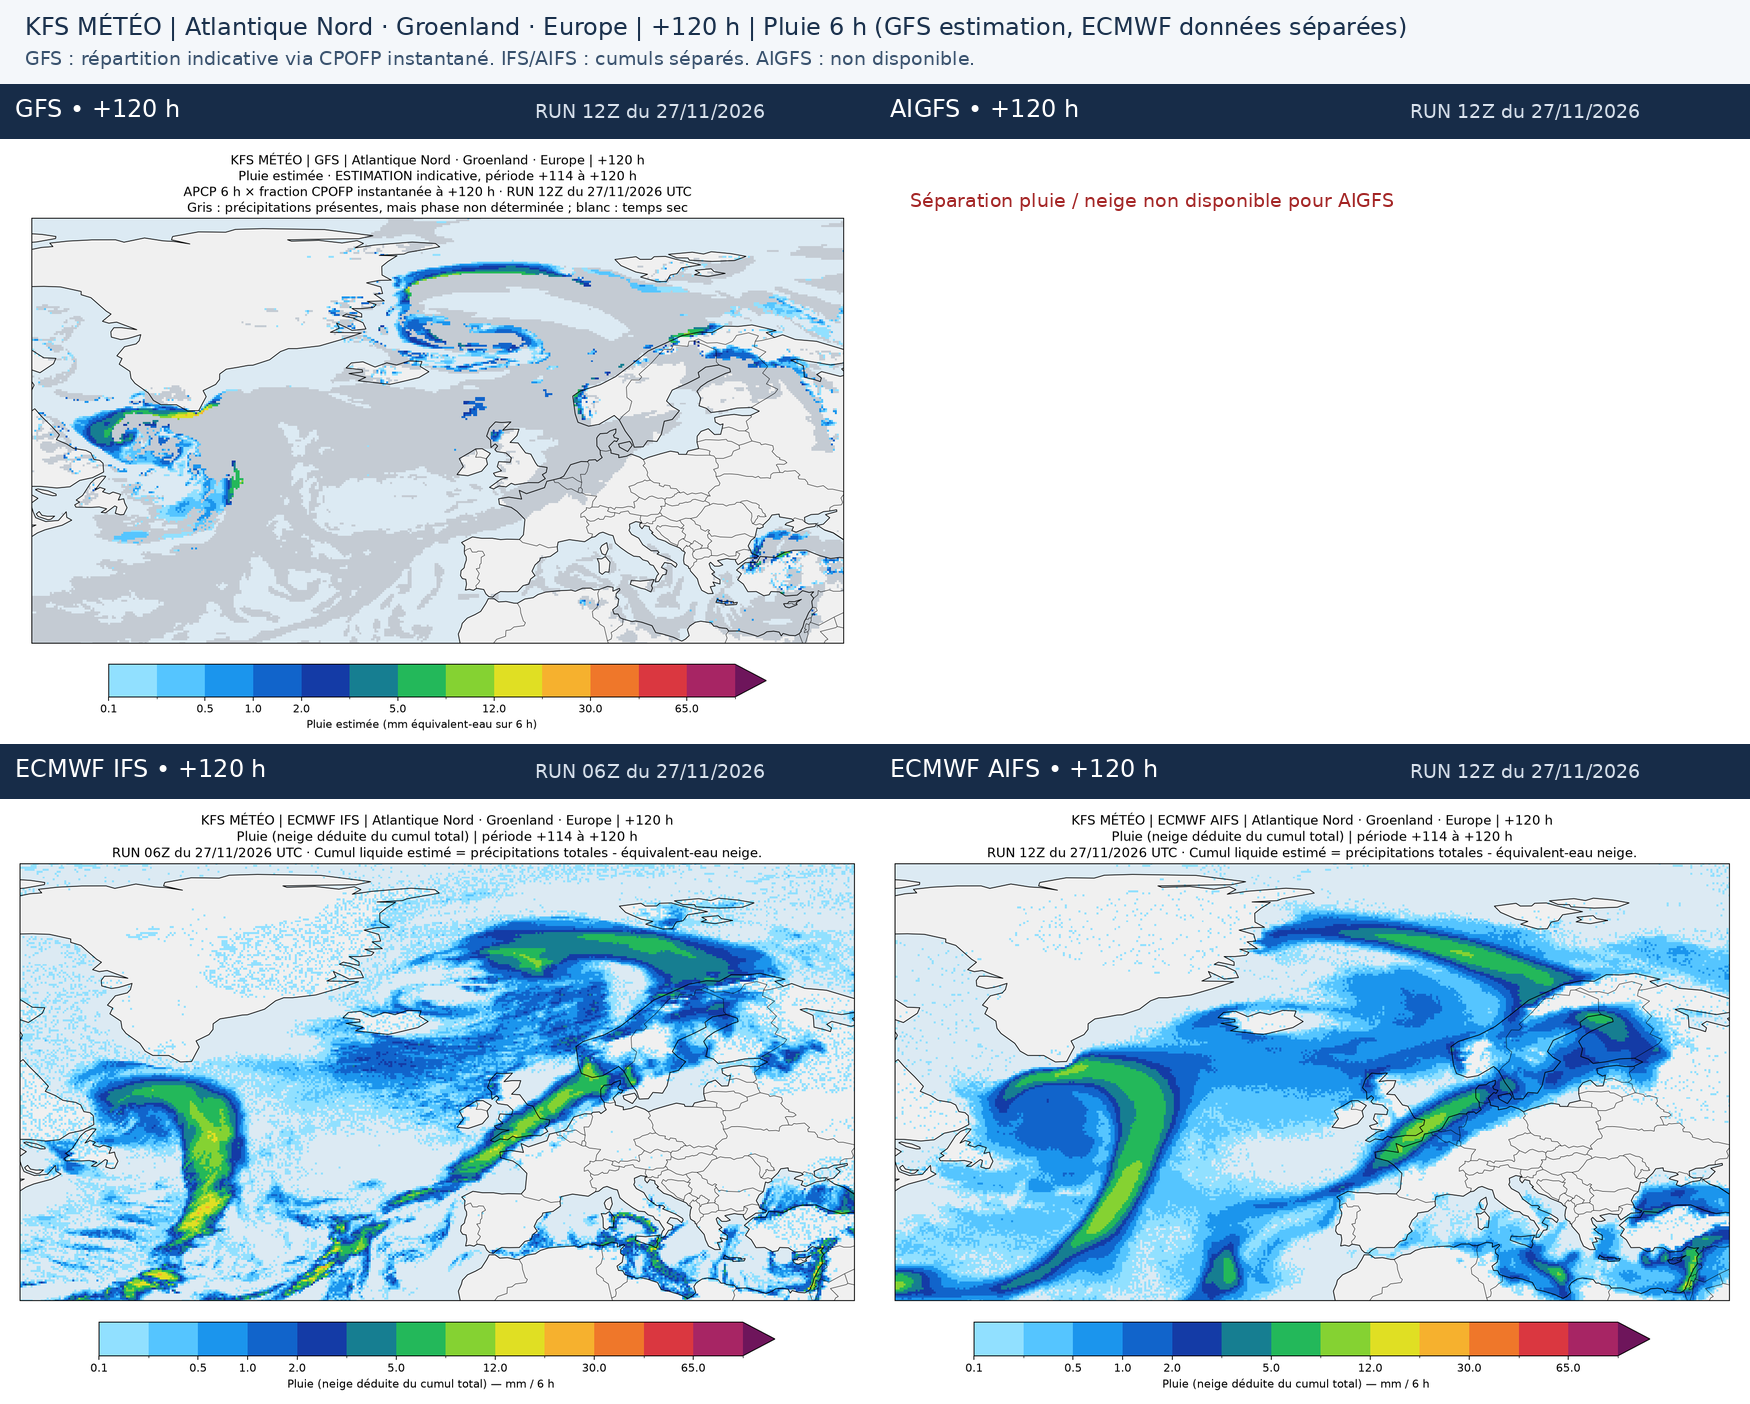 KFS MÉTÉO | Atlantique Nord · Groenland · Europe | +120 h | Pluie 6 h (GFS estimation, ECMWF données séparées)
GFS : répartition indicative via CPOFP instantané. IFS/AIFS : cumuls séparés. AIGFS : non disponible.
GFS • +120 h
RUN 12Z du 27/11/2026
AIGFS • +120 h
RUN 12Z du 27/11/2026
KFS MÉTÉO | GFS | Atlantique Nord · Groenland · Europe | +120 h
Pluie estimée · ESTIMATION indicative, période +114 à +120 h
APCP 6 h × fraction CPOFP instantanée à +120 h · RUN 12Z du 27/11/2026 UTC
Gris : précipitations présentes, mais phase non déterminée ; blanc : temps sec
Séparation pluie / neige non disponible pour AIGFS
0.1 0.5 1.0 2.0 5.0 12.0 30.0 65.0
Pluie estimée (mm équivalent-eau sur 6 h)
ECMWF IFS • +120 h
RUN 06Z du 27/11/2026
ECMWF AIFS • +120 h
RUN 12Z du 27/11/2026
KFS MÉTÉO | ECMWF IFS | Atlantique Nord · Groenland · Europe | +120 h
Pluie (neige déduite du cumul total) | période +114 à +120 h
RUN 06Z du 27/11/2026 UTC · Cumul liquide estimé = précipitations totales - équivalent-eau neige.
0.1 0.5 1.0 2.0 5.0 12.0 30.0 65.0
Pluie (neige déduite du cumul total) — mm / 6 h
KFS MÉTÉO | ECMWF AIFS | Atlantique Nord · Groenland · Europe | +120 h
Pluie (neige déduite du cumul total) | période +114 à +120 h
RUN 12Z du 27/11/2026 UTC · Cumul liquide estimé = précipitations totales - équivalent-eau neige.
0.1 0.5 1.0 2.0 5.0 12.0 30.0 65.0
Pluie (neige déduite du cumul total) — mm / 6 h